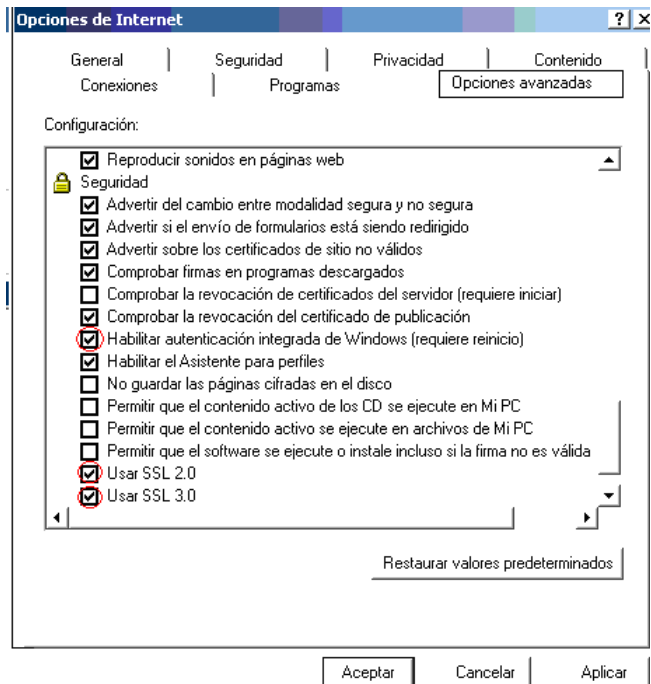 Opciones de Internet
General Seguridad Privacidad Contenido
Conexiones Programas Opciones avanzadas
Configuración:
Reproducir sonidos en páginas web
Seguridad
Advertir del cambio entre modalidad segura y no segura
Advertir si el envío de formularios está siendo redirigido
Advertir sobre los certificados de sitio no válidos
Comprobar firmas en programas descargados
Comprobar la revocación de certificados del servidor (requiere iniciar)
Comprobar la revocación del certificado de publicación
Habilitar autenticación integrada de Windows (requiere reinicio)
Habilitar el Asistente para perfiles
No guardar las páginas cifradas en el disco
Permitir que el contenido activo de los CD se ejecute en Mi PC
Permitir que el contenido activo se ejecute en archivos de Mi PC
Permitir que el software se ejecute o instale incluso si la firma no es válida
Usar SSL 2.0
Usar SSL 3.0
Restaurar valores predeterminados
Aceptar Cancelar Aplicar